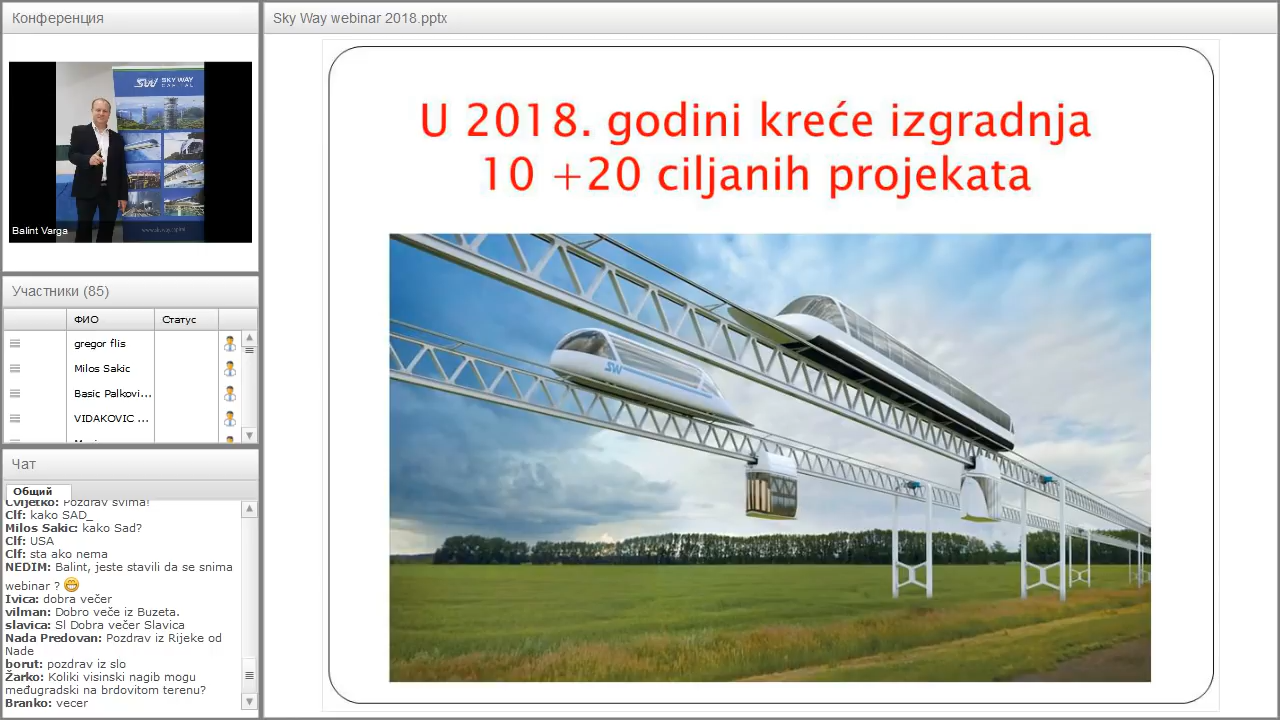 Конференция
SKY WAY
CAPITAL
Balint Varga
Участники (85)
ФИО
Статус
gregor flis
Milos Sakic
Basic Palkovi...
VIDAKOVIC ...
Чат
Общий
Cvijetko: Pozdrav svima!
Clf: kako SAD_
Milos Sakic: kako Sad?
Clf: USA
Clf: sta ako nema
NEDIM: Balint, jeste stavili da se snima
webinar ?
Ivica: dobra večer
vilman: Dobro veče iz Buzeta.
slavica: Sl Dobra večer Slavica
Nada Predovan: Pozdrav iz Rijeke od
Nade
borut: pozdrav iz slo
Žarko: Koliki visinski nagib mogu
međugradski na brdovitom terenu?
Branko: vecer
Sky Way webinar 2018.pptx
U 2018. godini kreće izgradnja
10 +20 ciljanih projekata
SW